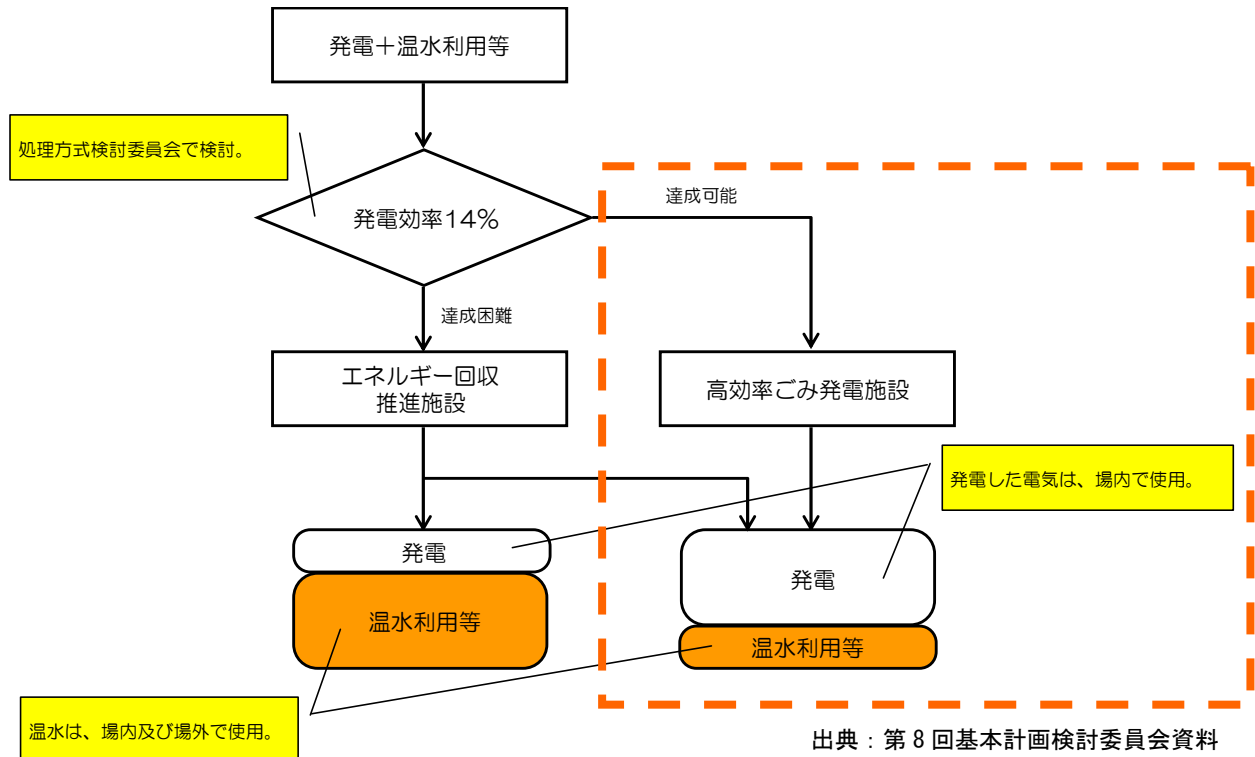 発電＋温水利用等
処理方式検討委員会で検討。
発電効率14%
達成可能
達成困難
エネルギー回収
推進施設
高効率ごみ発電施設
発電した電気は、場内で使用。
発電
発電
温水利用等
温水利用等
温水は、場内及び場外で使用。
出典：第8回基本計画検討委員会資料